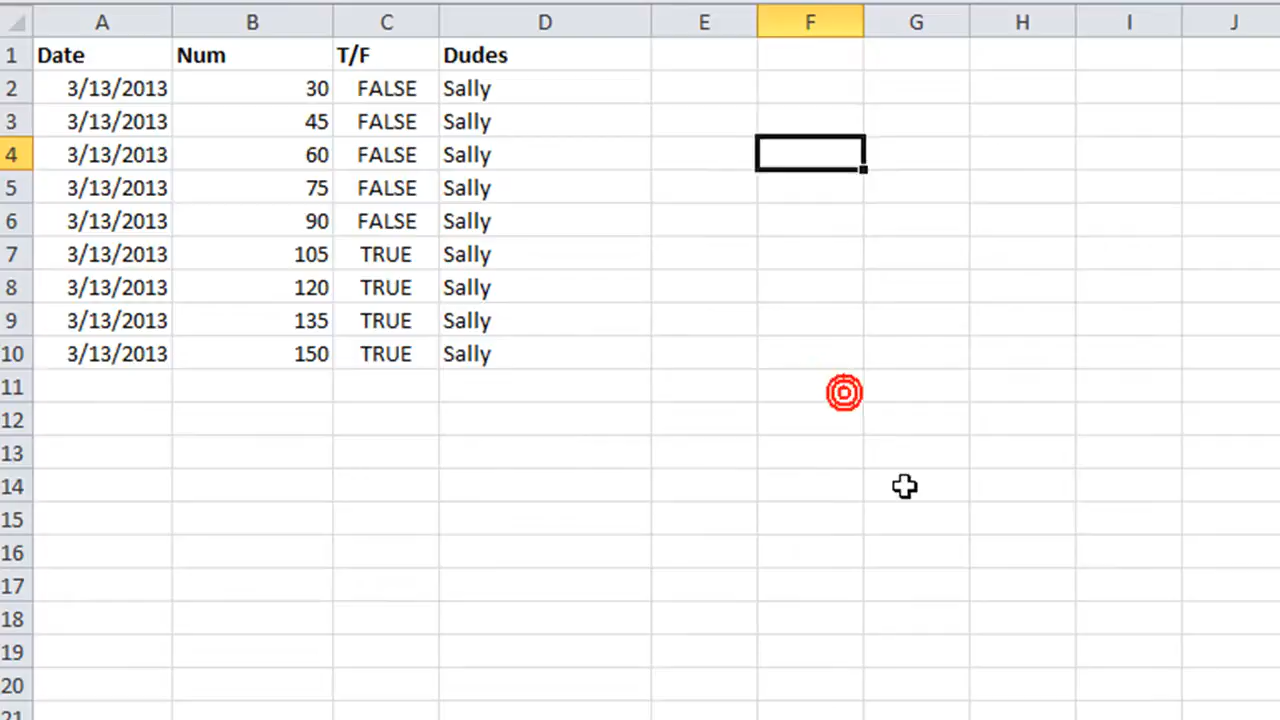 A B C D E F G H I J
1 Date Num T/F Dudes
2 3/13/2013 30 FALSE Sally
3 3/13/2013 45 FALSE Sally
4 3/13/2013 60 FALSE Sally
5 3/13/2013 75 FALSE Sally
6 3/13/2013 90 FALSE Sally
7 3/13/2013 105 TRUE Sally
8 3/13/2013 120 TRUE Sally
9 3/13/2013 135 TRUE Sally
10 3/13/2013 150 TRUE Sally
11
12
13
14
15
16
17
18
19
20
21